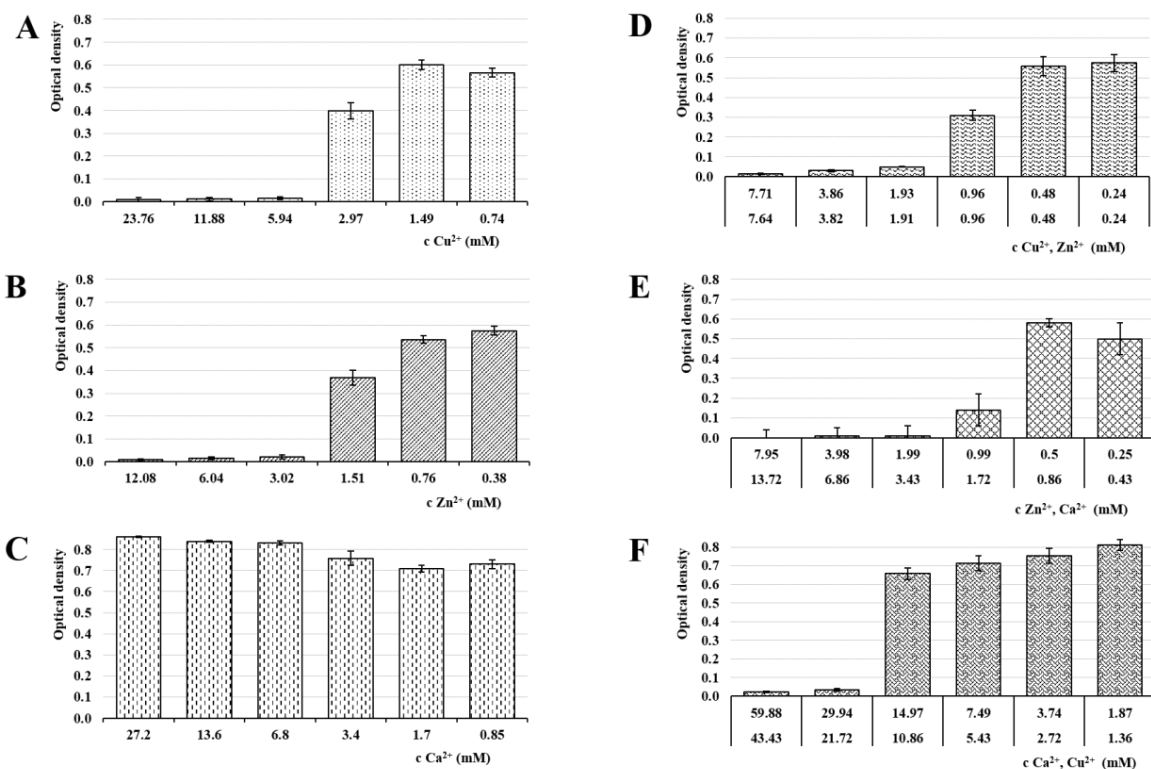 A
Optical density
0.8
0.7
0.6
0.5
0.4
0.3
0.2
0.1
0.0
23.76 11.88 5.94 2.97 1.49 0.74
c Cu²⁺ (mM)
B
Optical density
0.8
0.7
0.6
0.5
0.4
0.3
0.2
0.1
0.0
12.08 6.04 3.02 1.51 0.76 0.38
c Zn²⁺ (mM)
C
Optical density
0.8
0.7
0.6
0.5
0.4
0.3
0.2
0.1
0.0
27.2 13.6 6.8 3.4 1.7 0.85
c Ca²⁺ (mM)
D
Optical density
0.8
0.7
0.6
0.5
0.4
0.3
0.2
0.1
0.0
7.71 3.86 1.93 0.96 0.48 0.24
7.64 3.82 1.91 0.96 0.48 0.24
c Cu²⁺, Zn²⁺ (mM)
E
Optical density
0.8
0.7
0.6
0.5
0.4
0.3
0.2
0.1
0.0
7.95 3.98 1.99 0.99 0.5 0.25
13.72 6.86 3.43 1.72 0.86 0.43
c Zn²⁺, Ca²⁺ (mM)
F
Optical density
0.8
0.7
0.6
0.5
0.4
0.3
0.2
0.1
0.0
59.88 29.94 14.97 7.49 3.74 1.87
43.43 21.72 10.86 5.43 2.72 1.36
c Ca²⁺, Cu²⁺ (mM)